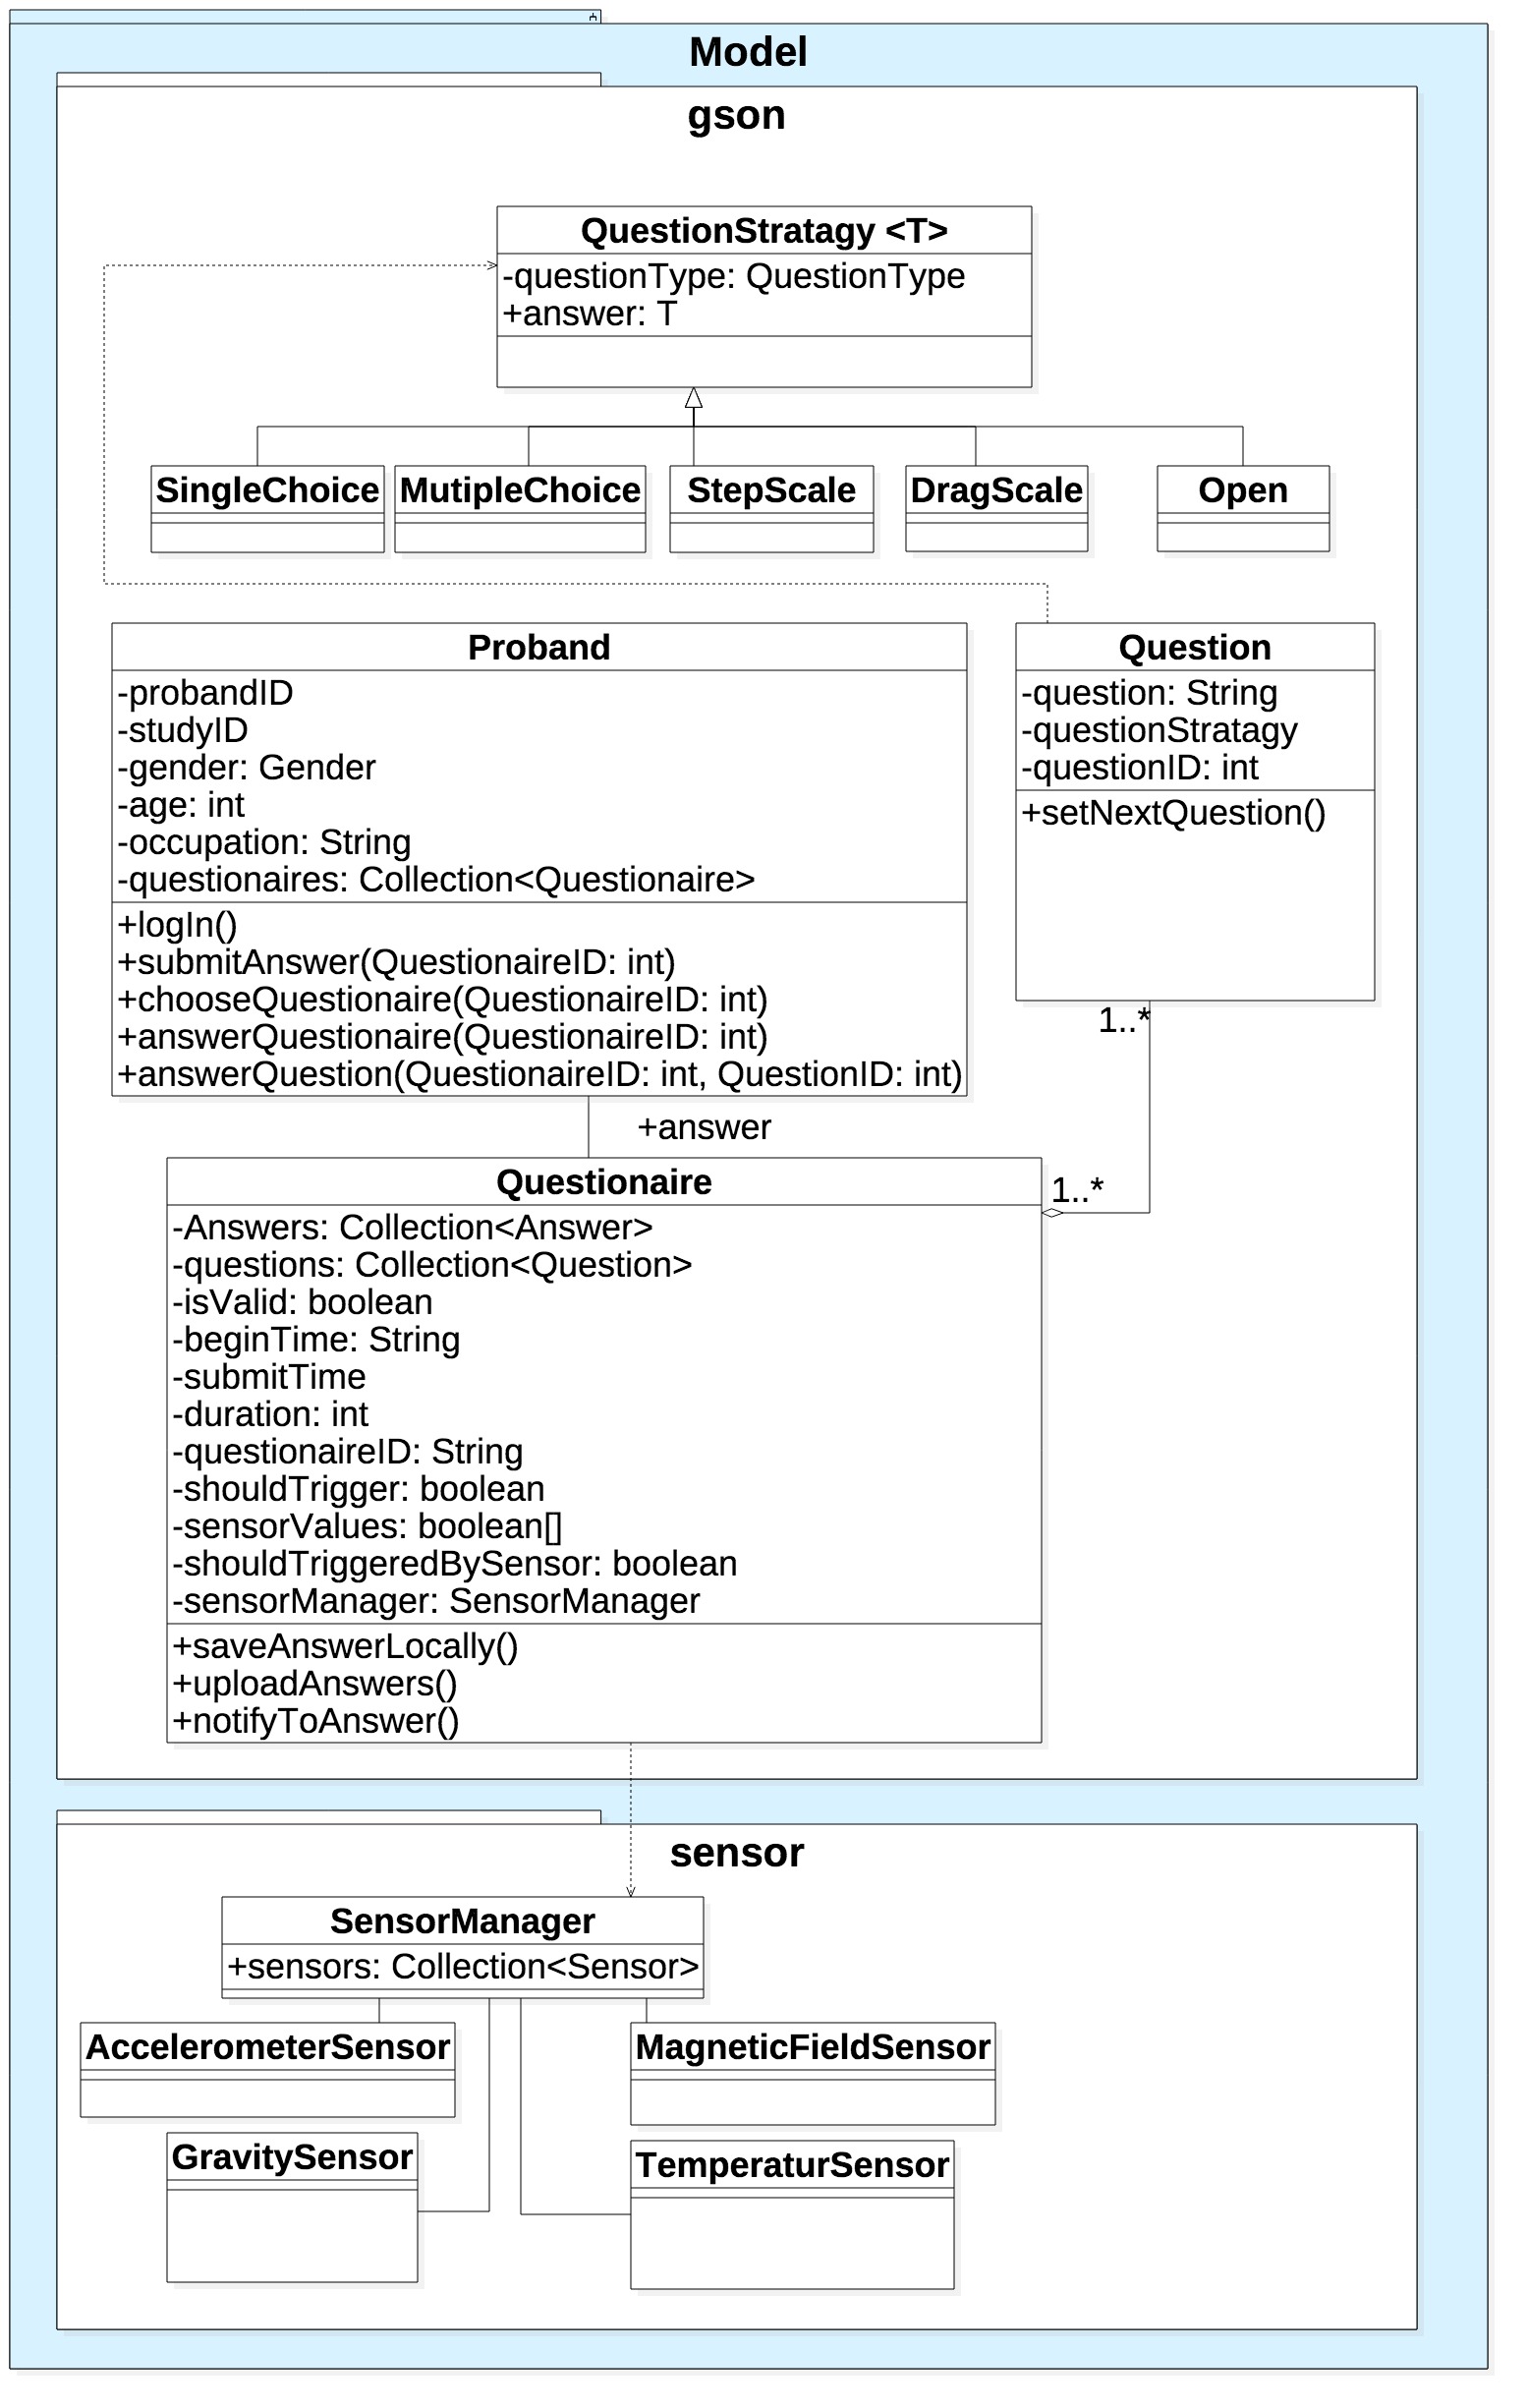 Model
gson
QuestionStratagy <T>
-questionType: QuestionType
+answer: T
SingleChoice
MutipleChoice
StepScale
DragScale
Open
Proband
-probandID
-studyID
-gender: Gender
-age: int
-occupation: String
-questionaires: Collection<Questionaire>
+logIn()
+submitAnswer(QuestionaireID: int)
+chooseQuestionaire(QuestionaireID: int)
+answerQuestionaire(QuestionaireID: int)
+answerQuestion(QuestionaireID: int, QuestionID: int)
Question
-question: String
-questionStratagy
-questionID: int
+setNextQuestion()
1..*
+answer
1..*
Questionaire
-Answers: Collection<Answer>
-questions: Collection<Question>
-isValid: boolean
-beginTime: String
-submitTime
-duration: int
-questionaireID: String
-shouldTrigger: boolean
-sensorValues: boolean[]
-shouldTriggeredBySensor: boolean
-sensorManager: SensorManager
+saveAnswerLocally()
+uploadAnswers()
+notifyToAnswer()
sensor
SensorManager
+sensors: Collection<Sensor>
AccelerometerSensor
MagneticFieldSensor
GravitySensor
TemperaturSensor